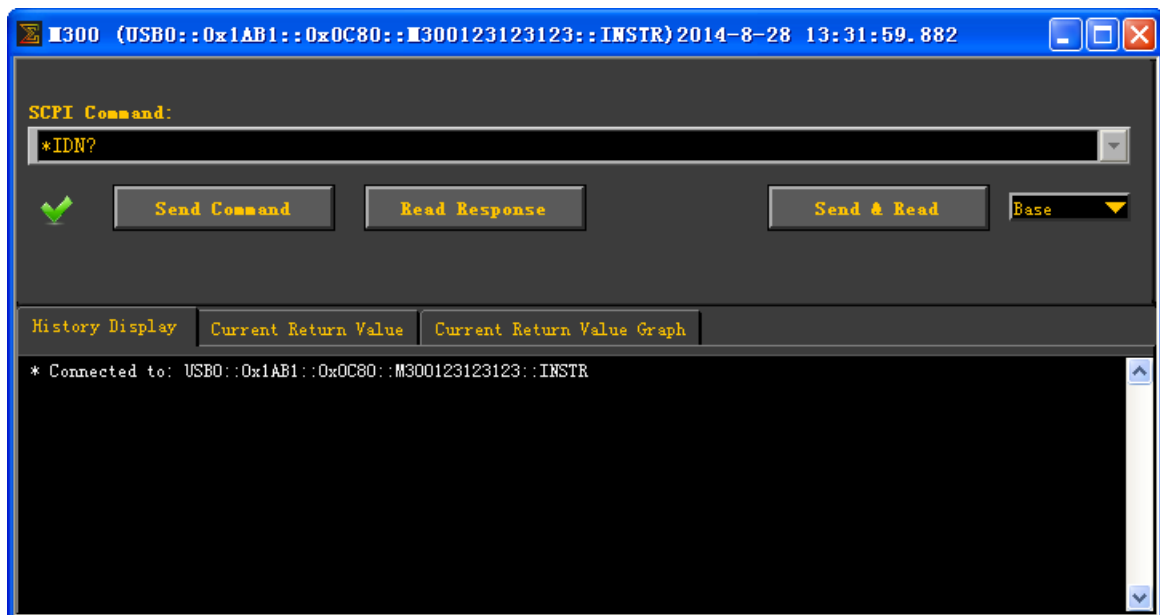 M300 (USB0::0x1AB1::0x0C80::M300123123123::INSTR)2014-8-28 13:31:59.882
SCPI Command:
*IDN?
Send Command Read Response Send & Read Base
History Display Current Return Value Current Return Value Graph
* Connected to: USB0::0x1AB1::0x0C80::M300123123123::INSTR